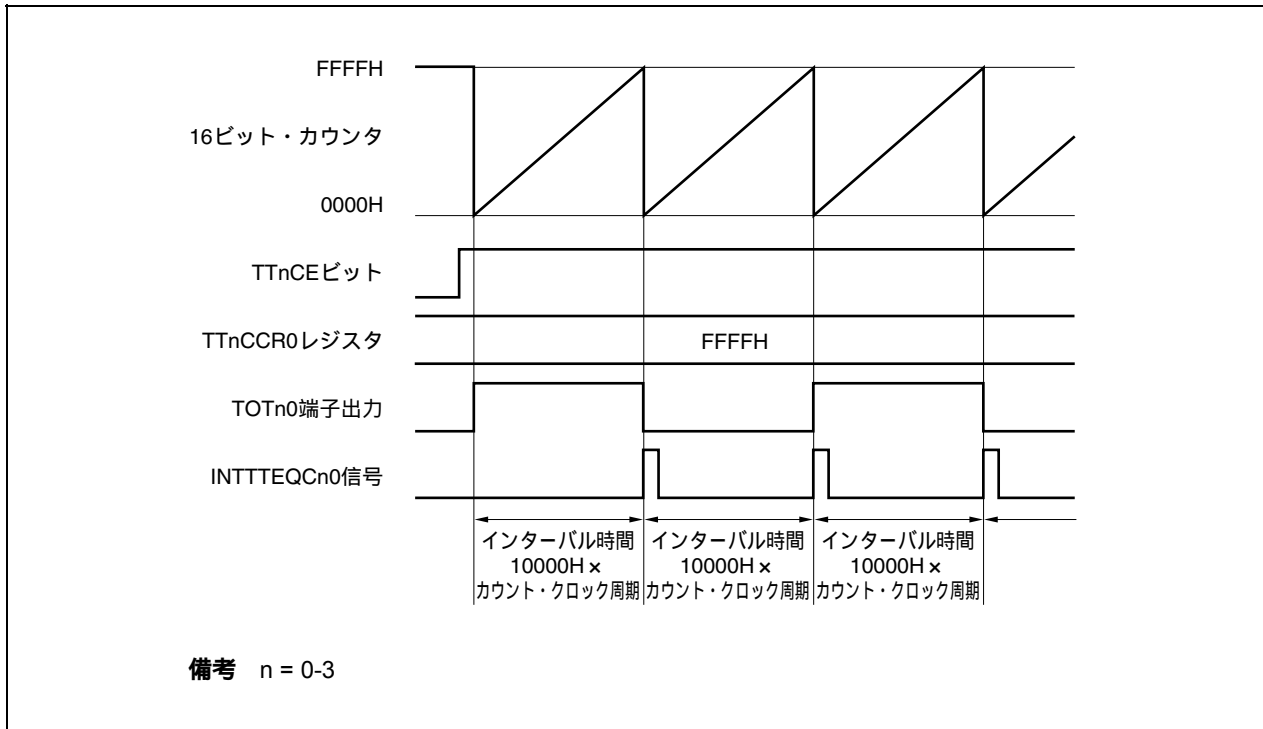 FFFFH
16ビット・カウンタ
0000H
TTnCEビット
TTnCCR0レジスタ
FFFFH
TOTn0端子出力
INTTTEQCn0信号
インターバル時間
10000H×
カウント・クロック周期
インターバル時間
10000H×
カウント・クロック周期
インターバル時間
10000H×
カウント・クロック周期
備考 n = 0-3